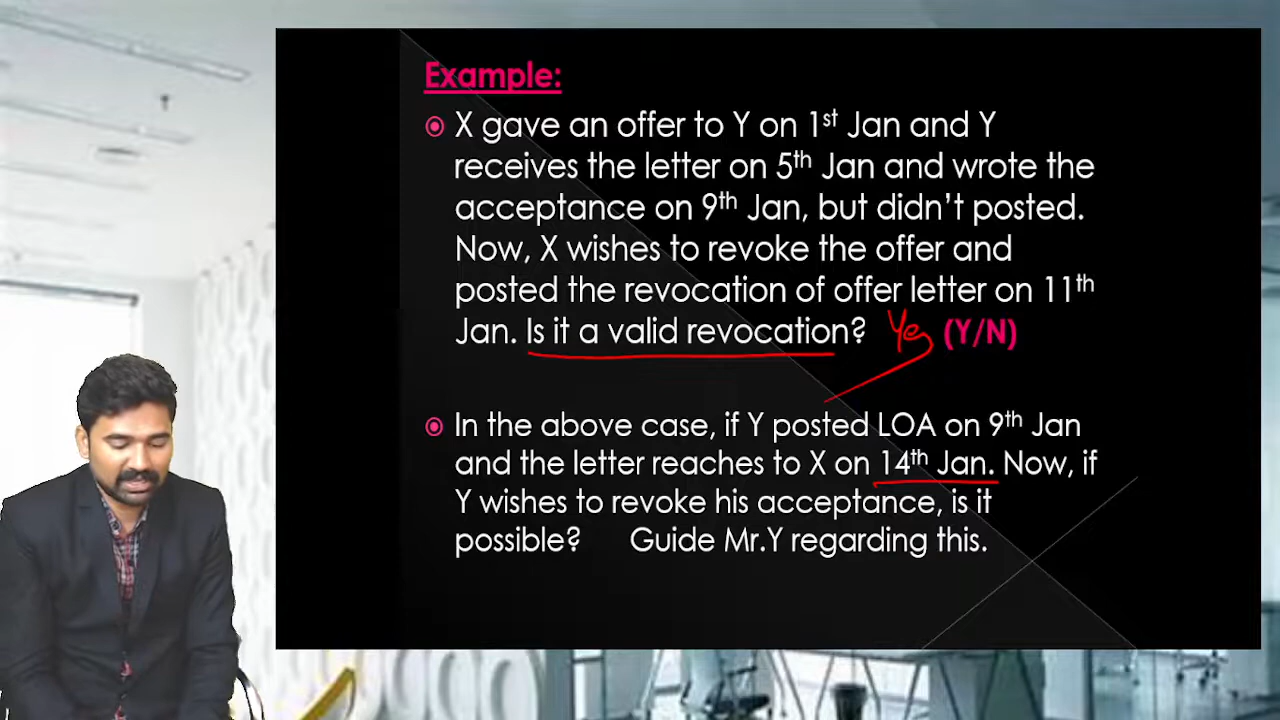 Example:
X gave an offer to Y on 1st Jan and Y
receives the letter on 5th Jan and wrote the
acceptance on 9th Jan, but didn't posted.
Now, X wishes to revoke the offer and
posted the revocation of offer letter on 11th
Jan. Is it a valid revocation? Yes (Y/N)
In the above case, if Y posted LOA on 9th Jan
and the letter reaches to X on 14th Jan. Now, if
Y wishes to revoke his acceptance, is it
possible? Guide Mr.Y regarding this.